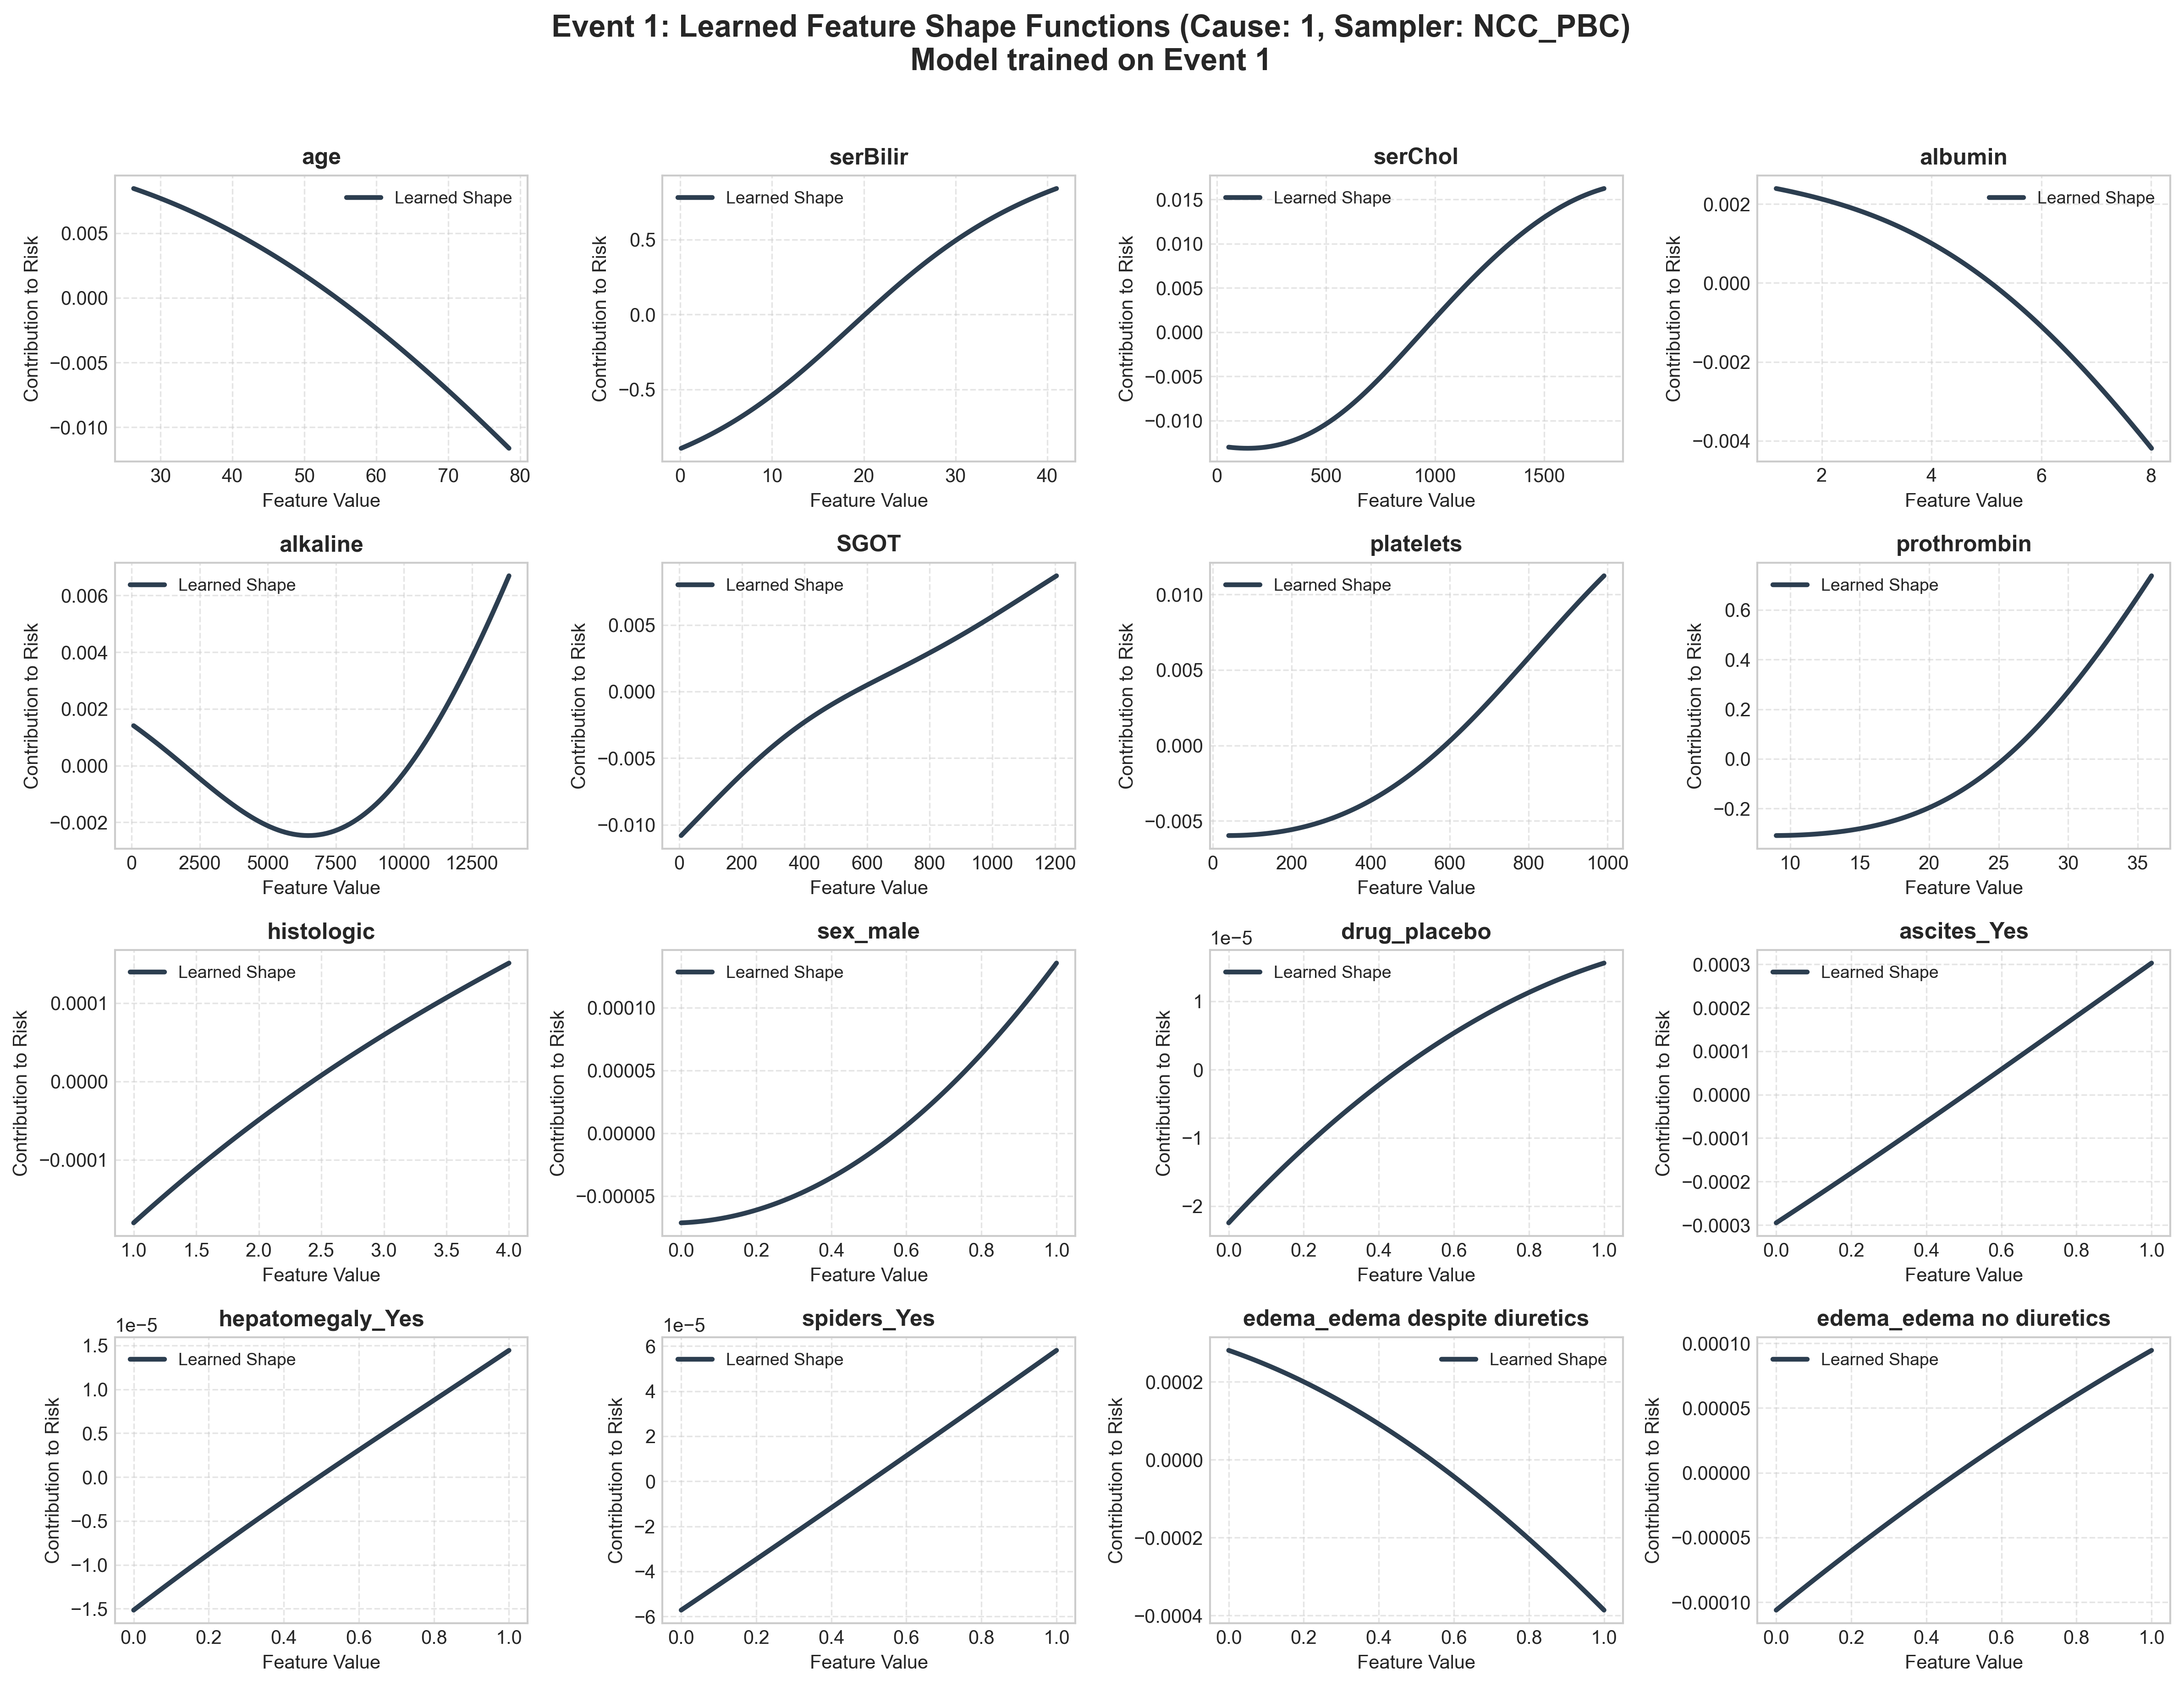 Event 1: Learned Feature Shape Functions (Cause: 1, Sampler: NCC_PBC)
Model trained on Event 1
age
Learned Shape
Contribution to Risk
0.005
0.000
−0.005
−0.010
30 40 50 60 70 80
Feature Value
serBilir
Learned Shape
Contribution to Risk
0.5
0.0
−0.5
0 10 20 30 40
Feature Value
serChol
Learned Shape
Contribution to Risk
0.015
0.010
0.005
0.000
−0.005
−0.010
0 500 1000 1500
Feature Value
albumin
Learned Shape
Contribution to Risk
0.002
0.000
−0.002
−0.004
2 4 6 8
Feature Value
alkaline
Learned Shape
Contribution to Risk
0.006
0.004
0.002
0.000
−0.002
0 2500 5000 7500 10000 12500
Feature Value
SGOT
Learned Shape
Contribution to Risk
0.005
0.000
−0.005
−0.010
0 200 400 600 800 1000 1200
Feature Value
platelets
Learned Shape
Contribution to Risk
0.010
0.005
0.000
−0.005
0 200 400 600 800 1000
Feature Value
prothrombin
Learned Shape
Contribution to Risk
0.6
0.4
0.2
0.0
−0.2
10 15 20 25 30 35
Feature Value
histologic
Learned Shape
Contribution to Risk
0.0001
0.0000
−0.0001
1.0 1.5 2.0 2.5 3.0 3.5 4.0
Feature Value
sex_male
Learned Shape
Contribution to Risk
0.00010
0.00005
0.00000
−0.00005
0.0 0.2 0.4 0.6 0.8 1.0
Feature Value
drug_placebo
1e−5
Learned Shape
Contribution to Risk
1
0
−1
−2
0.0 0.2 0.4 0.6 0.8 1.0
Feature Value
ascites_Yes
Learned Shape
Contribution to Risk
0.0003
0.0002
0.0001
0.0000
−0.0001
−0.0002
−0.0003
0.0 0.2 0.4 0.6 0.8 1.0
Feature Value
hepatomegaly_Yes
1e−5
Learned Shape
Contribution to Risk
1.5
1.0
0.5
0.0
−0.5
−1.0
−1.5
0.0 0.2 0.4 0.6 0.8 1.0
Feature Value
spiders_Yes
1e−5
Learned Shape
Contribution to Risk
6
4
2
0
−2
−4
−6
0.0 0.2 0.4 0.6 0.8 1.0
Feature Value
edema_edema despite diuretics
Learned Shape
Contribution to Risk
0.0002
0.0000
−0.0002
−0.0004
0.0 0.2 0.4 0.6 0.8 1.0
Feature Value
edema_edema no diuretics
Learned Shape
Contribution to Risk
0.00010
0.00005
0.00000
−0.00005
−0.00010
0.0 0.2 0.4 0.6 0.8 1.0
Feature Value